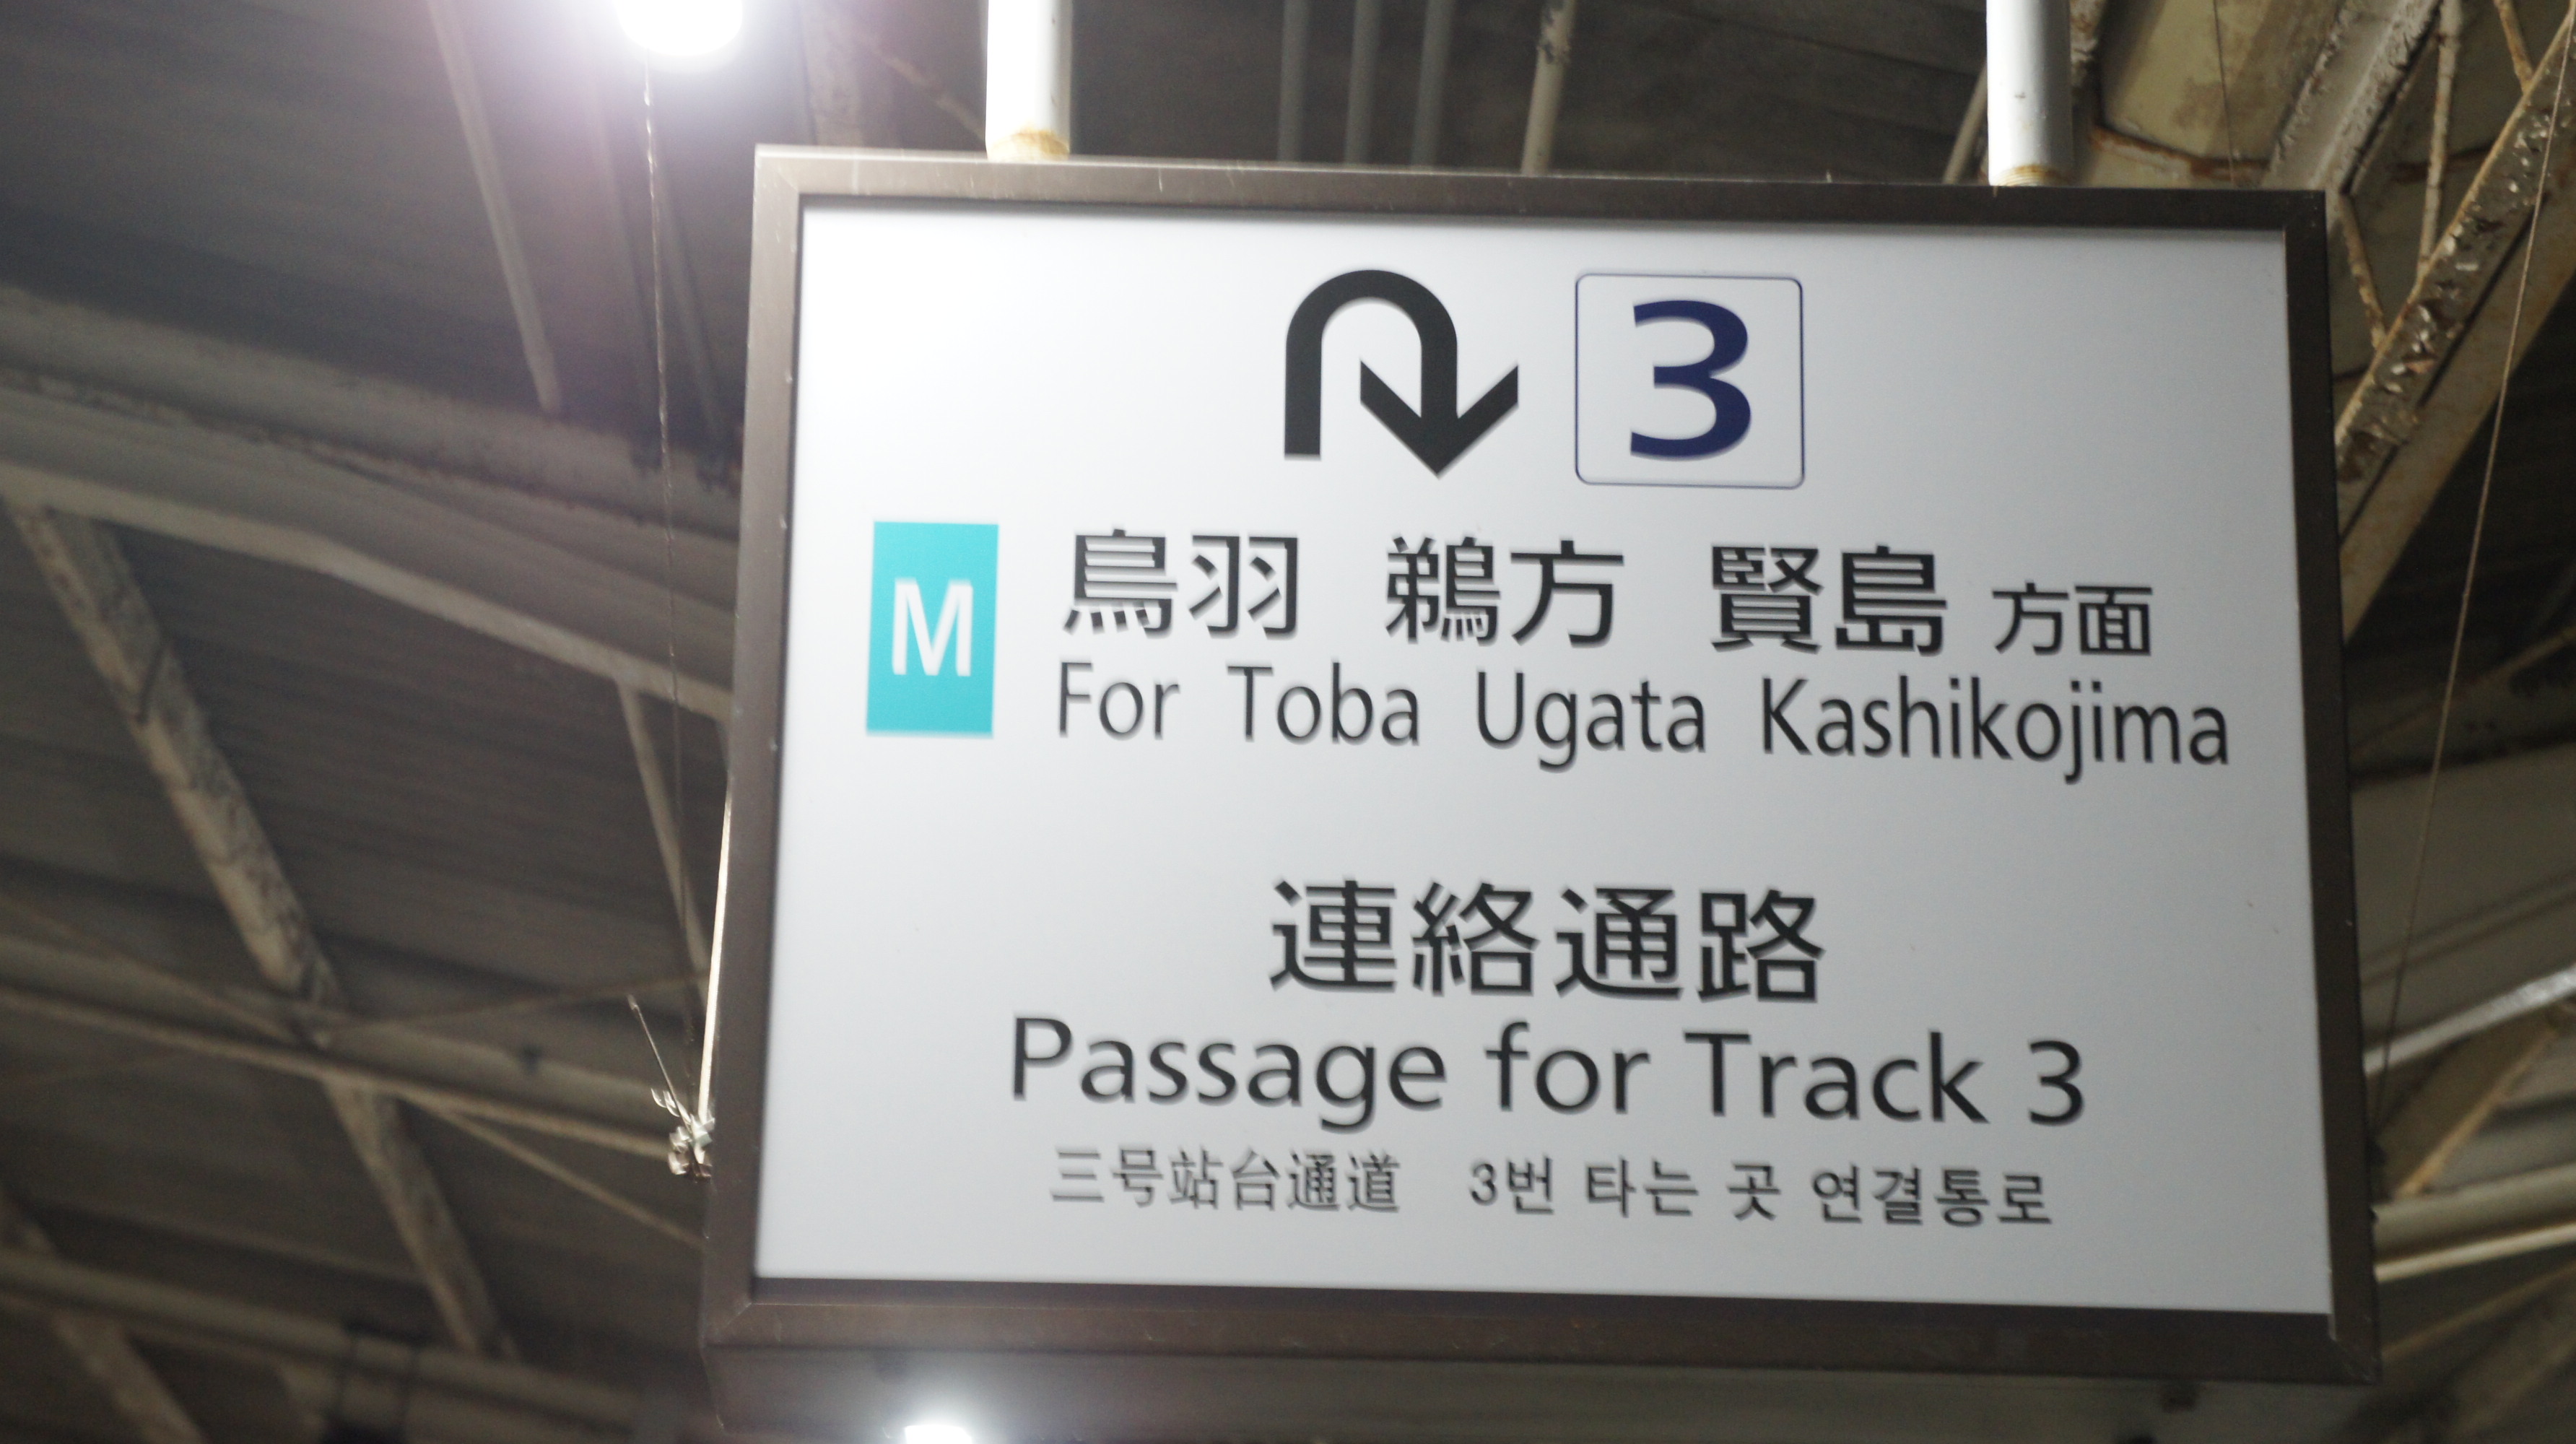 3
M 鳥羽 鵜方 賢島 方面
For Toba Ugata Kashikojima
連絡通路
Passage for Track 3
三号站台通道 3번 타는 곳 연결통로